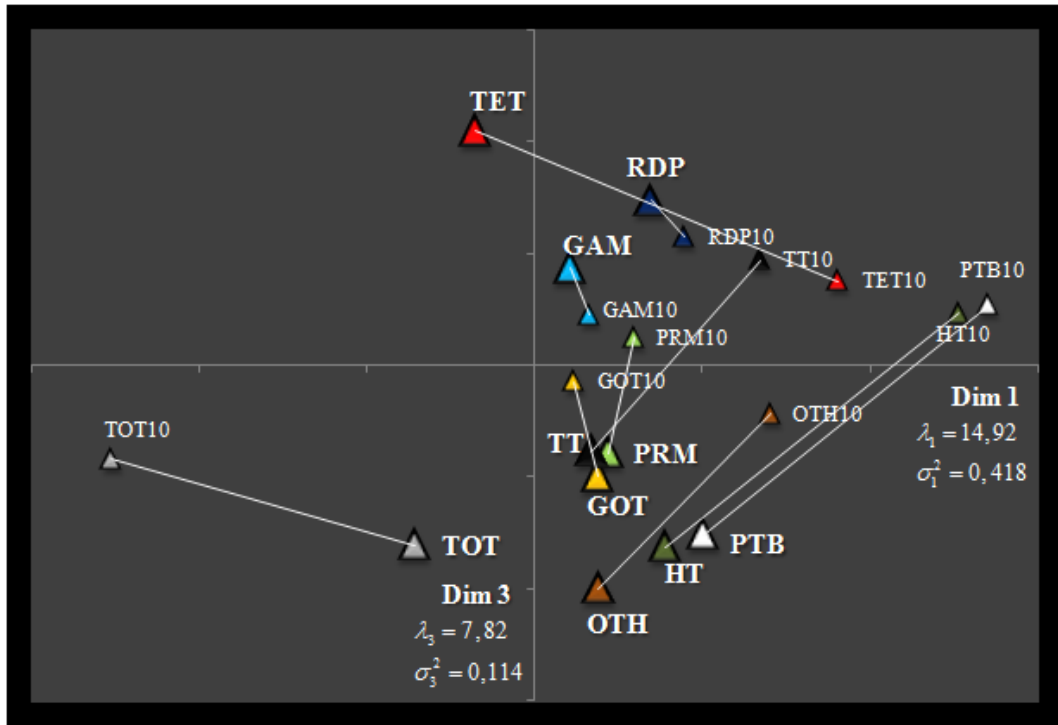 TET
RDP
GAM
RDP10
TT10
PTB10
TET10
GAM10
HT10
PRM10
GOT10
Dim 1
OTH10
TOT10
λ₁ = 14,92
TT
PRM
σ₁² = 0,418
GOT
TOT
PTB
HT
Dim 3
OTH
λ₃ = 7,82
σ₃² = 0,114